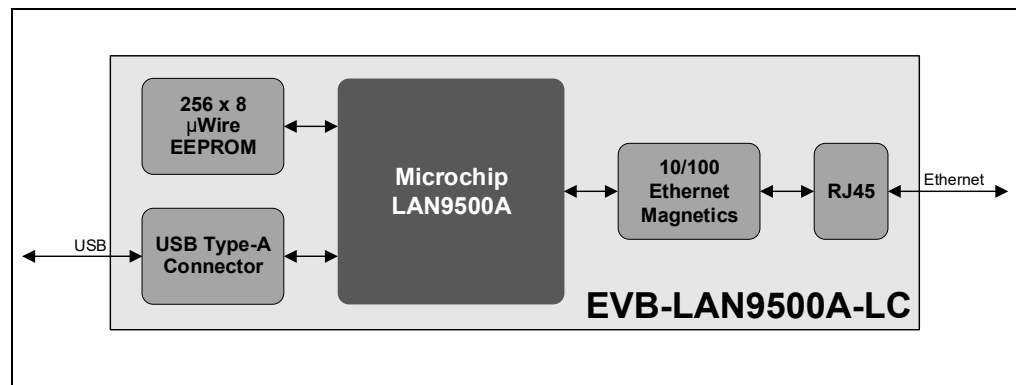 256 x 8
µWire
EEPROM
Microchip
LAN9500A
10/100
Ethernet
Magnetics
RJ45
Ethernet
USB
USB Type-A
Connector
EVB-LAN9500A-LC